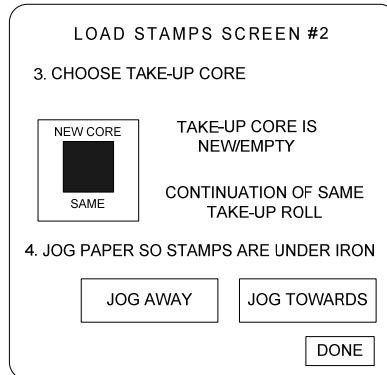 LOAD STAMPS SCREEN #2
3. CHOOSE TAKE-UP CORE
NEW CORE
SAME
TAKE-UP CORE IS
NEW/EMPTY
CONTINUATION OF SAME
TAKE-UP ROLL
4. JOG PAPER SO STAMPS ARE UNDER IRON
JOG AWAY
JOG TOWARDS
DONE